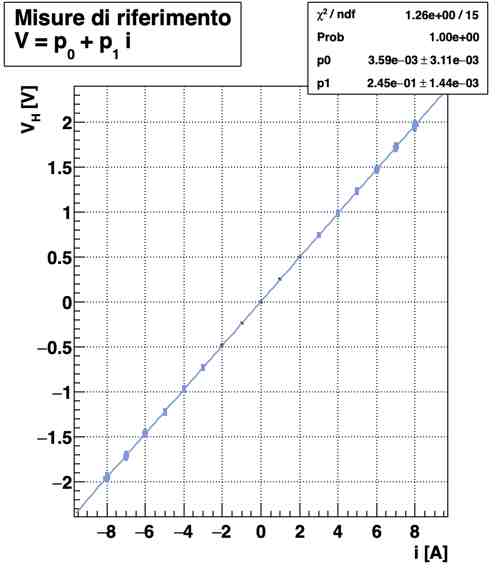 Misure di riferimento
V = p₀ + p₁ i
χ² / ndf 1.26e+00 / 15
Prob 1.00e+00
p0 3.59e−03 ± 3.11e−03
p1 2.45e−01 ± 1.44e−03
V_H [V]
2
1.5
1
0.5
0
−0.5
−1
−1.5
−2
−8 −6 −4 −2 0 2 4 6 8
i [A]